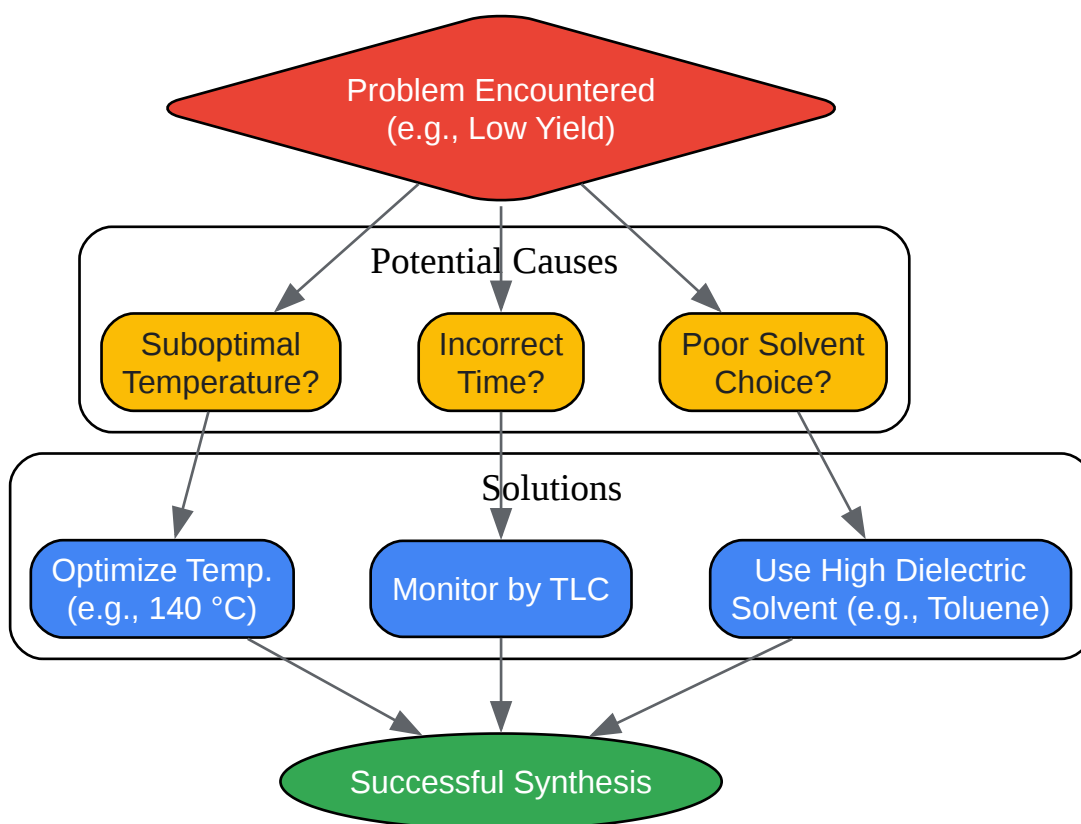 Problem Encountered
(e.g., Low Yield)
Potential Causes
Suboptimal
Temperature?
Incorrect
Time?
Poor Solvent
Choice?
Solutions
Optimize Temp.
(e.g., 140 °C)
Monitor by TLC
Use High Dielectric
Solvent (e.g., Toluene)
Successful Synthesis